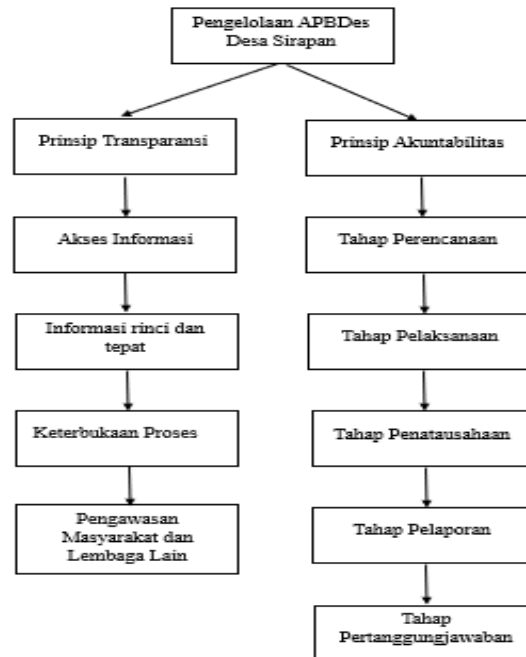 Pengelolaan APBDes
Desa Sirapan
Prinsip Transparansi
Prinsip Akuntabilitas
Akses Informasi
Tahap Perencanaan
Informasi rinci dan
tepat
Tahap Pelaksanaan
Keterbukaan Proses
Tahap Penatausahaan
Pengawasan
Masyarakat dan
Lembaga Lain
Tahap Pelaporan
Tahap
Pertanggungjawaban